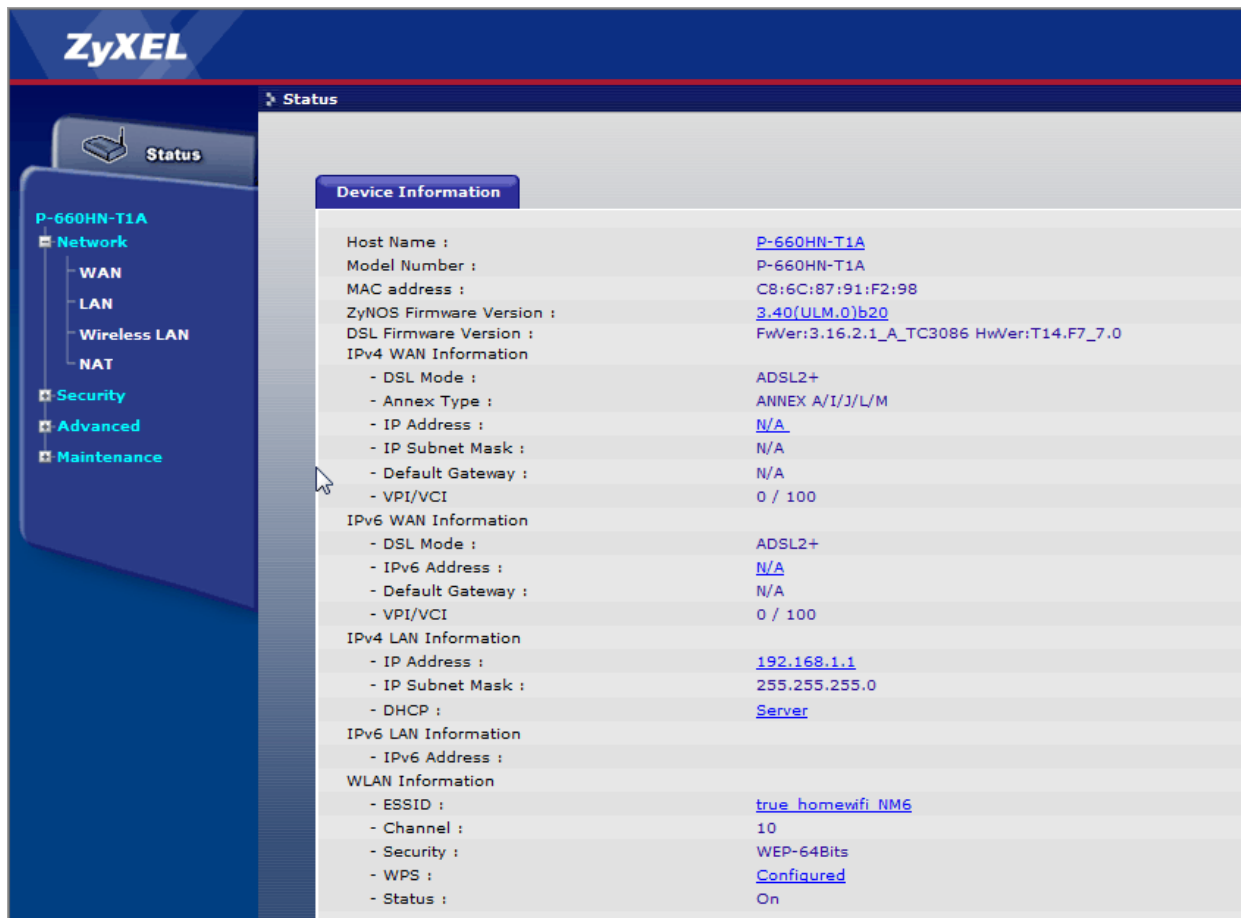 ZyXEL
Status
Status
P-660HN-T1A
Network
WAN
LAN
Wireless LAN
NAT
Security
Advanced
Maintenance
Device Information
Host Name : P-660HN-T1A
Model Number : P-660HN-T1A
MAC address : C8:6C:87:91:F2:98
ZyNOS Firmware Version : 3.40(ULM.0)b20
DSL Firmware Version : FwVer:3.16.2.1_A_TC3086 HwVer:T14.F7_7.0
IPv4 WAN Information
- DSL Mode : ADSL2+
- Annex Type : ANNEX A/I/J/L/M
- IP Address : N/A
- IP Subnet Mask : N/A
- Default Gateway : N/A
- VPI/VCI 0 / 100
IPv6 WAN Information
- DSL Mode : ADSL2+
- IPv6 Address : N/A
- Default Gateway : N/A
- VPI/VCI 0 / 100
IPv4 LAN Information
- IP Address : 192.168.1.1
- IP Subnet Mask : 255.255.255.0
- DHCP : Server
IPv6 LAN Information
- IPv6 Address :
WLAN Information
- ESSID : true_homewifi_NM6
- Channel : 10
- Security : WEP-64Bits
- WPS : Configured
- Status : On